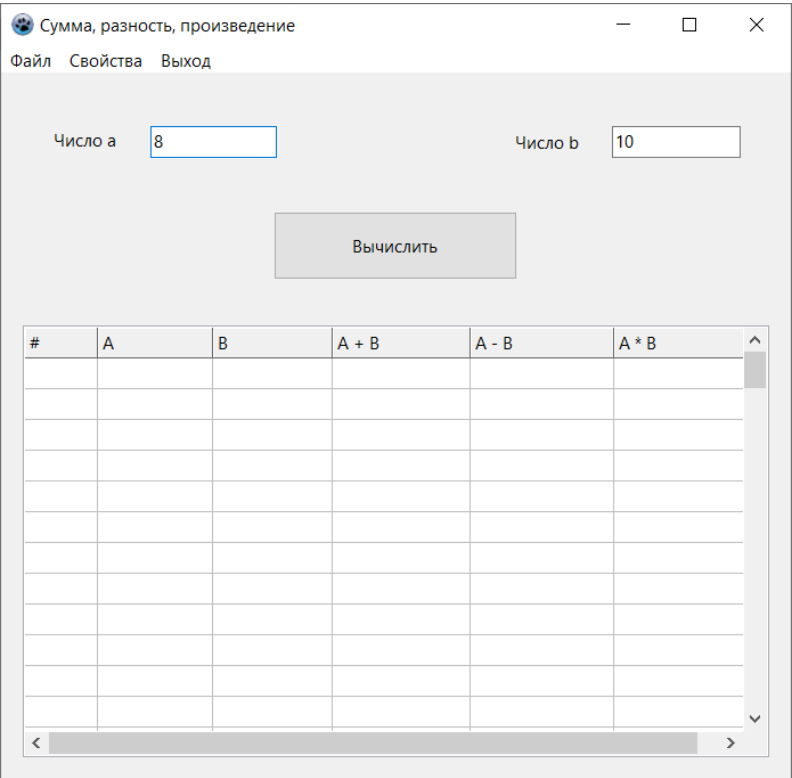 Сумма, разность, произведение
Файл Свойства Выход
Число a 8 Число b 10
Вычислить
# A B A + B A - B A * B